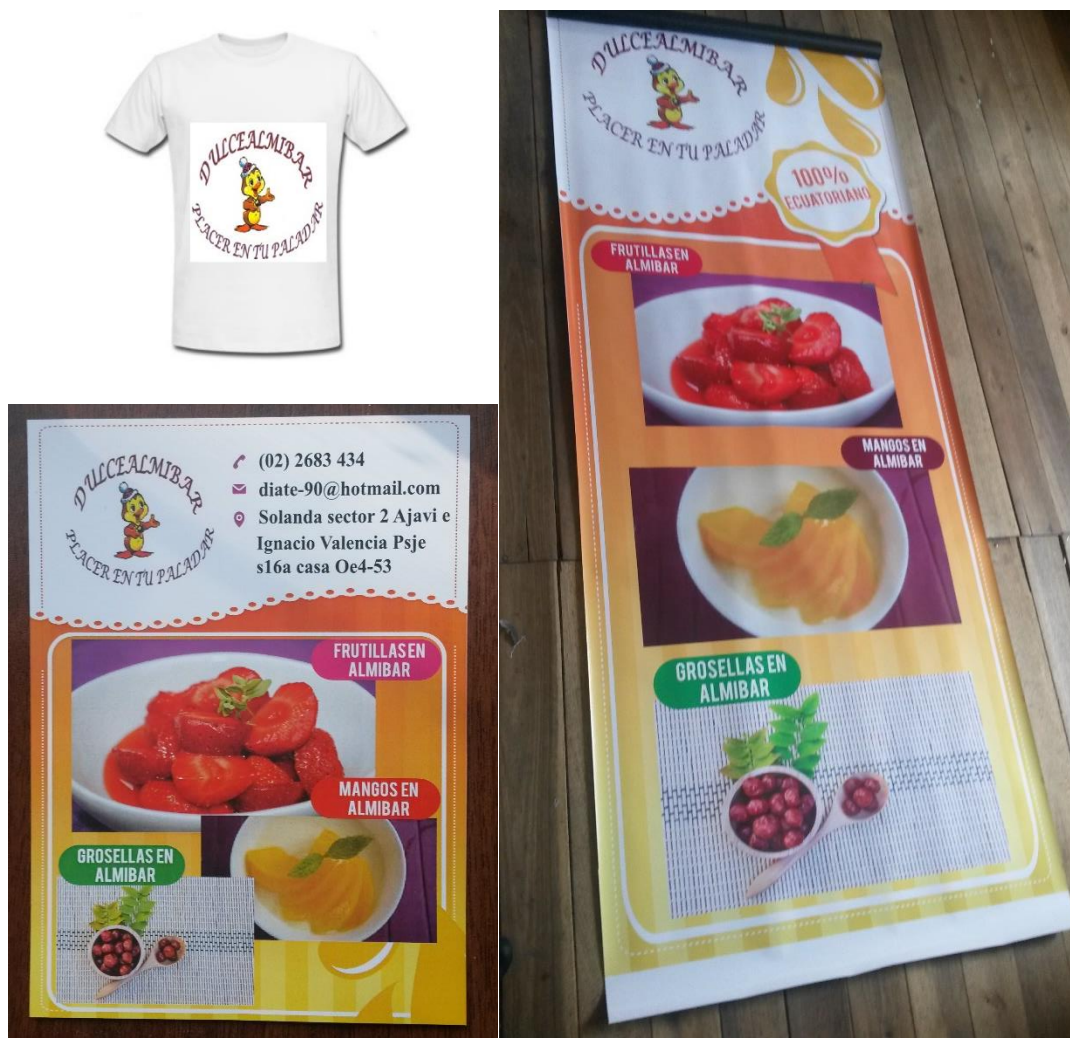 DULCEALMIBAR
PLACER EN TU PALADAR
DULCEALMIBAR
PLACER EN TU PALADAR
(02) 2683 434
diate-90@hotmail.com
Solanda sector 2 Ajavi e
Ignacio Valencia Psje
s16a casa Oe4-53
FRUTILLAS EN
ALMIBAR
MANGOS EN
ALMIBAR
GROSELLAS EN
ALMIBAR
DULCEALMIBAR
PLACER EN TU PALADAR
100%
ECUATORIANO
FRUTILLAS EN
ALMIBAR
MANGOS EN
ALMIBAR
GROSELLAS EN
ALMIBAR